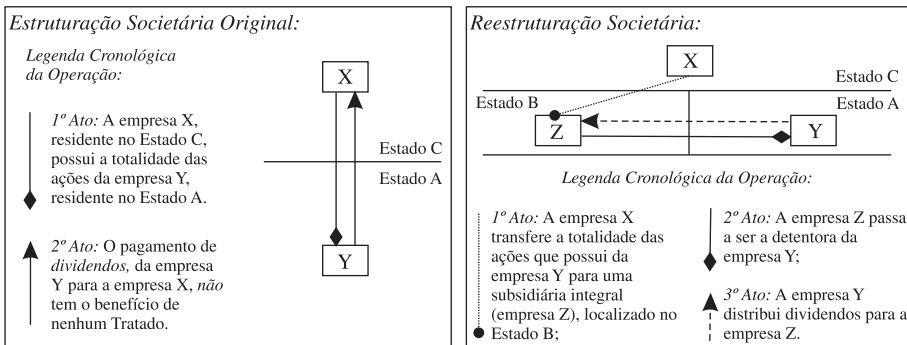 Estruturação Societária Original:
Legenda Cronológica
da Operação:
1º Ato: A empresa X,
residente no Estado C,
possui a totalidade das
ações da empresa Y,
residente no Estado A.
2º Ato: O pagamento de
dividendos, da empresa
Y para a empresa X, não
tem o benefício de
nenhum Tratado.
X
Estado C
Estado A
Y
Reestruturação Societária:
X
Estado C
Estado B
Estado A
Z
Y
Legenda Cronológica da Operação:
1º Ato: A empresa X
transfere a totalidade das
ações que possui da
empresa Y para uma
subsidiária integral
(empresa Z), localizado no
Estado B;
2º Ato: A empresa Z passa
a ser a detentora da
empresa Y;
3º Ato: A empresa Y
distribui dividendos para a
empresa Z.